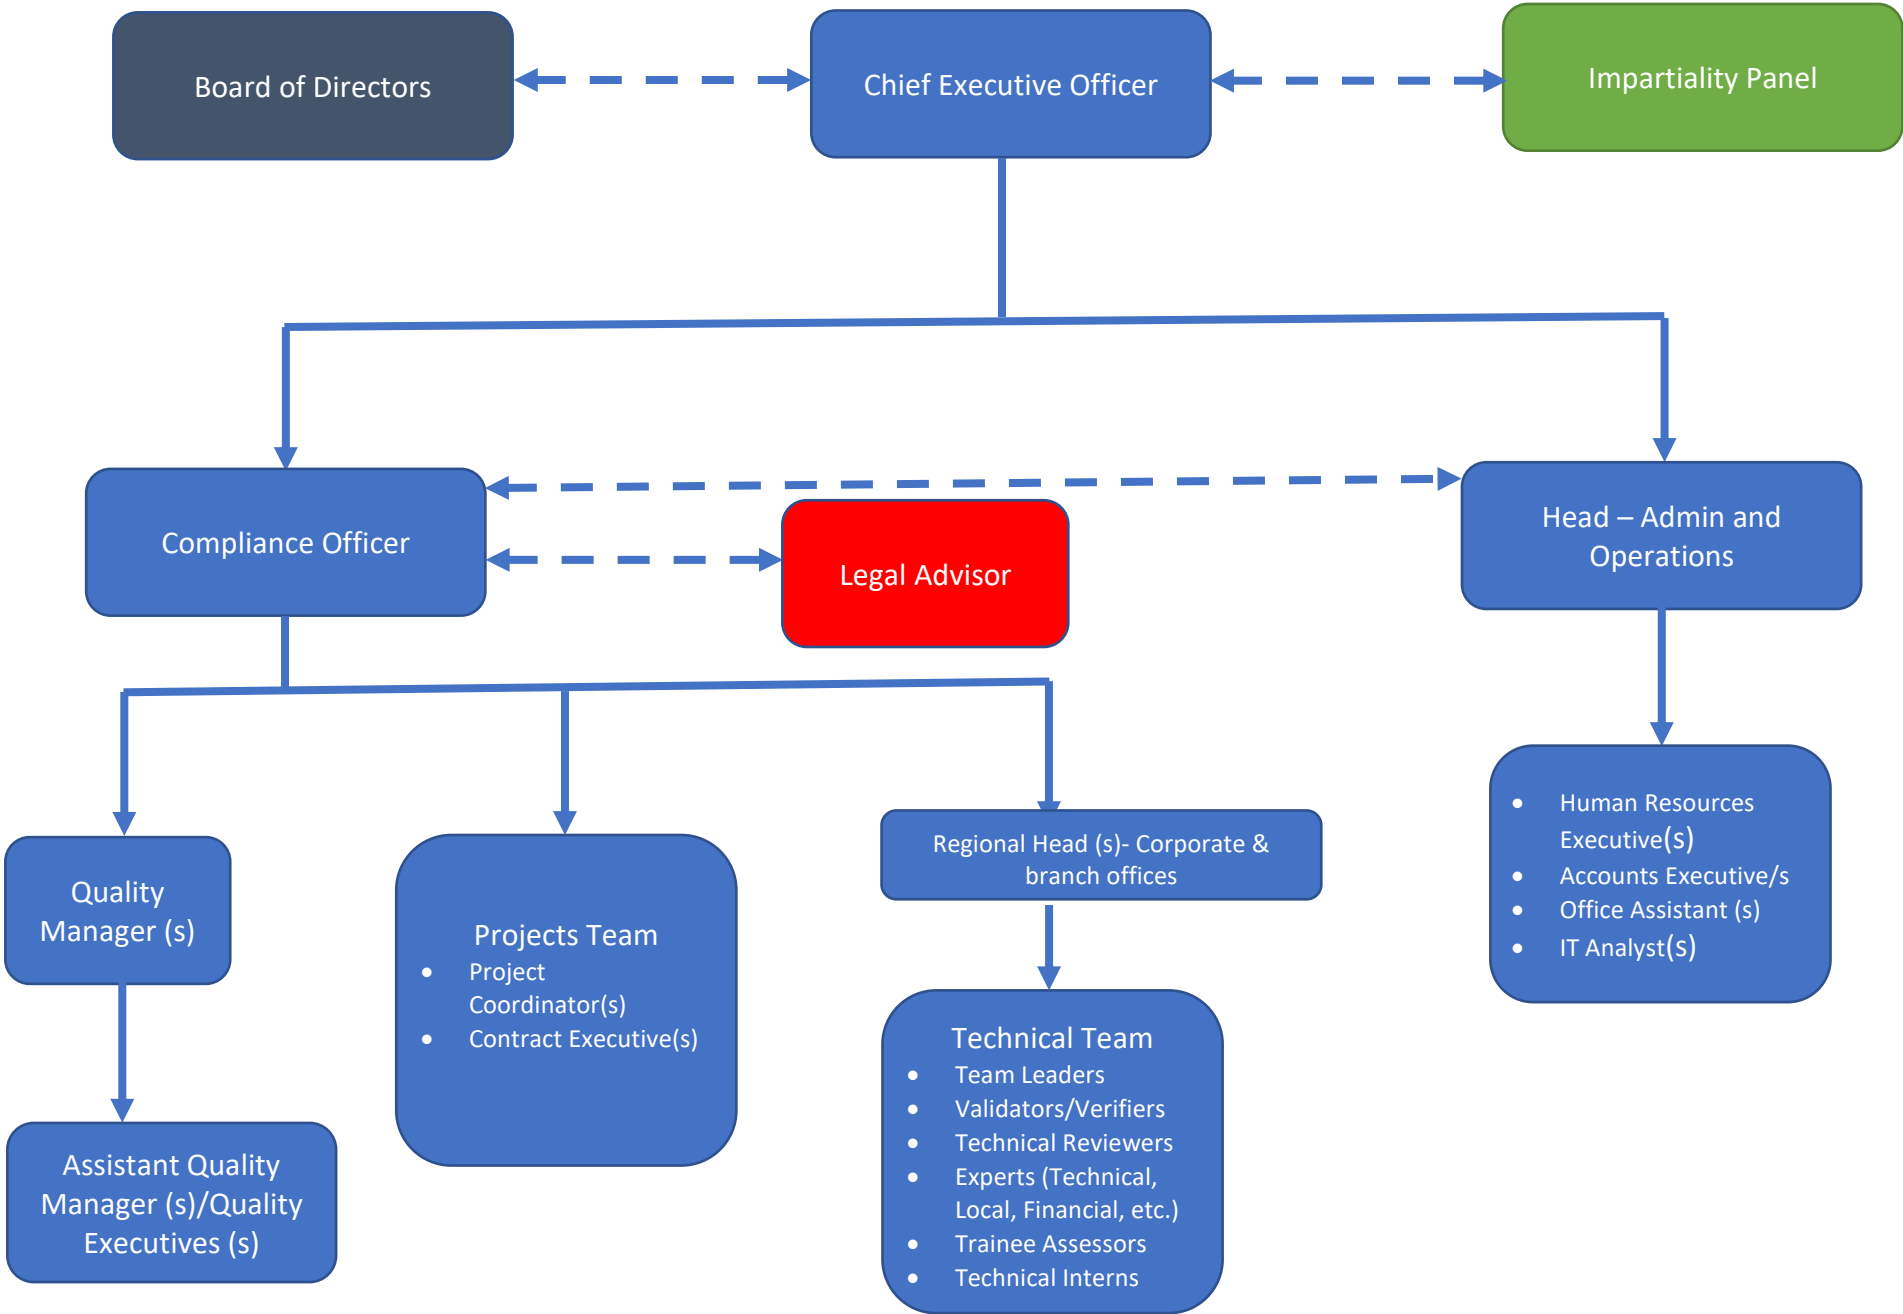 Board of Directors
Chief Executive Officer
Impartiality Panel
Compliance Officer
Legal Advisor
Head – Admin and
Operations
Quality
Manager (s)
Assistant Quality
Manager (s)/Quality
Executives (s)
Projects Team
• Project
Coordinator(s)
• Contract Executive(s)
Regional Head (s)- Corporate &
branch offices
Technical Team
• Team Leaders
• Validators/Verifiers
• Technical Reviewers
• Experts (Technical,
Local, Financial, etc.)
• Trainee Assessors
• Technical Interns
• Human Resources
Executive(s)
• Accounts Executive/s
• Office Assistant (s)
• IT Analyst(s)